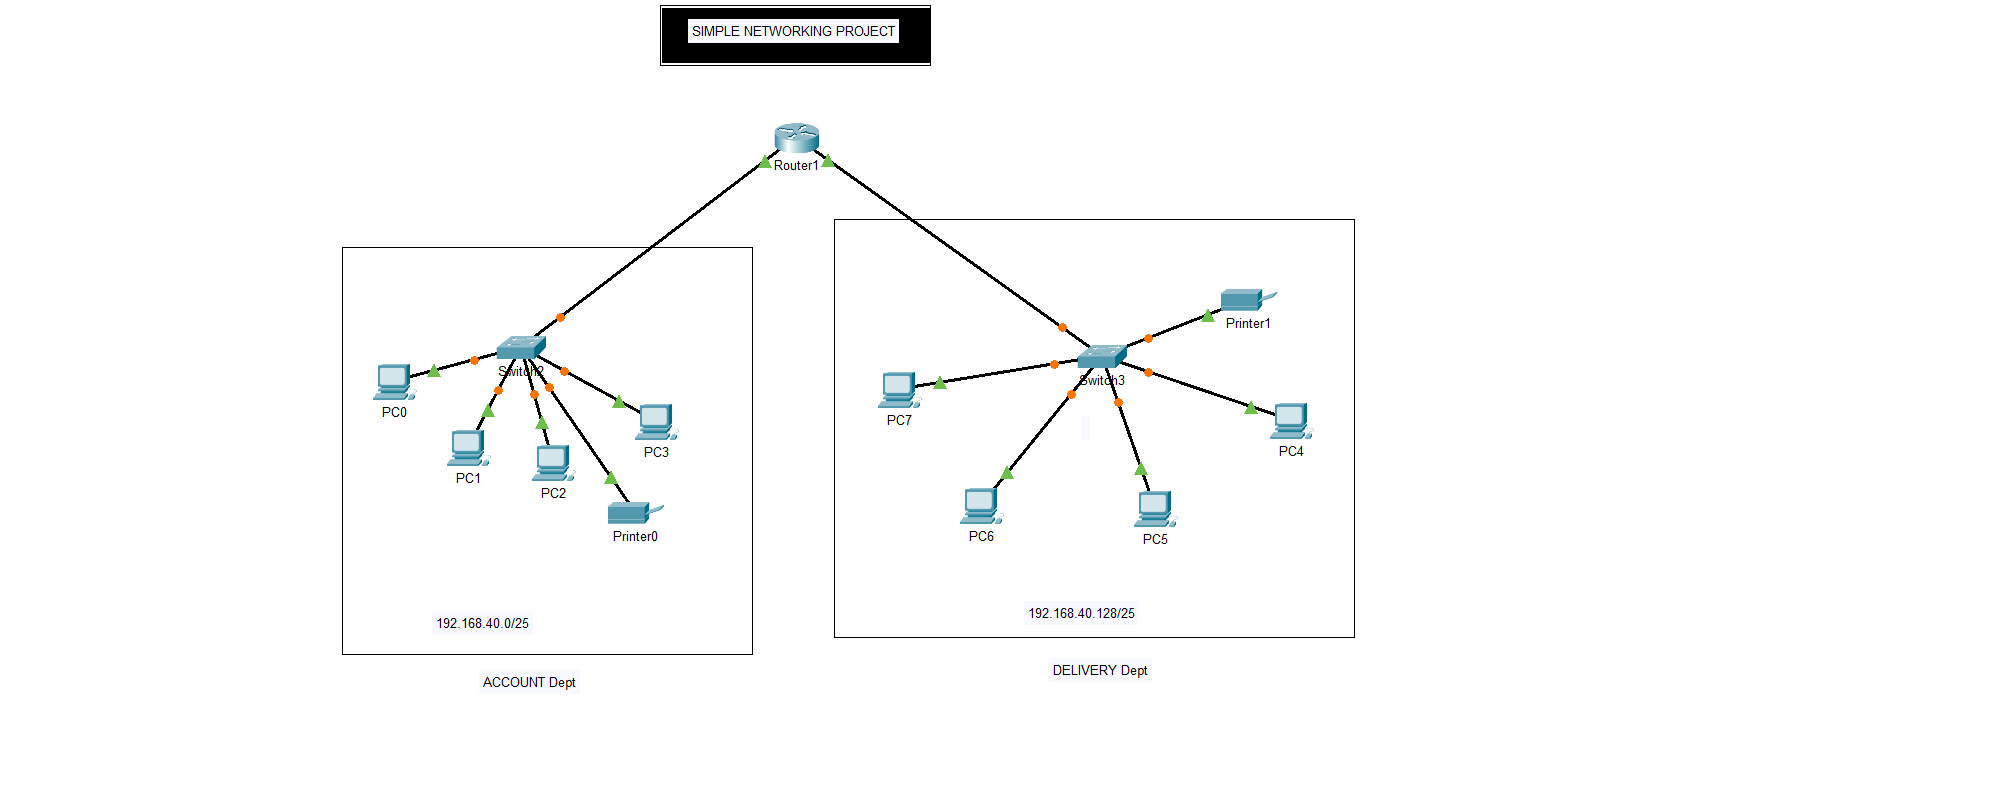 SIMPLE NETWORKING PROJECT
Router1
Switch2
PC0
PC1
PC2
PC3
Printer0
192.168.40.0/25
ACCOUNT Dept
Printer1
Switch3
PC7
PC4
PC6
PC5
192.168.40.128/25
DELIVERY Dept